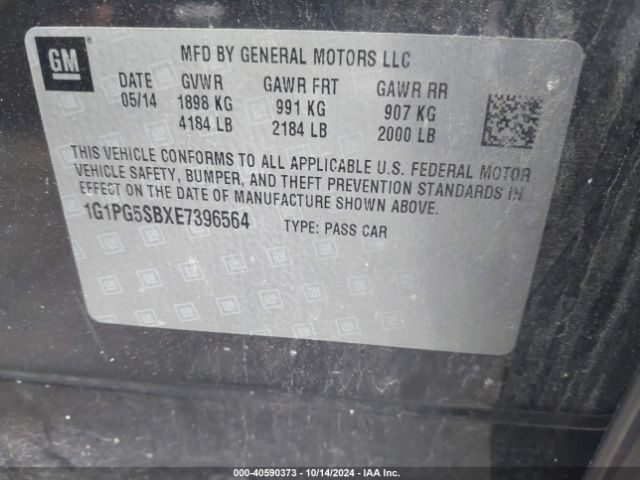 GM
MFD BY GENERAL MOTORS LLC
DATE GVWR GAWR FRT GAWR RR
05/14 1898 KG 991 KG 907 KG
4184 LB 2184 LB 2000 LB
THIS VEHICLE CONFORMS TO ALL APPLICABLE U.S. FEDERAL MOTOR
VEHICLE SAFETY, BUMPER, AND THEFT PREVENTION STANDARDS IN
EFFECT ON THE DATE OF MANUFACTURE SHOWN ABOVE.
1G1PG5SBXE7396564 TYPE: PASS CAR
000-40590373 | 10/14/2024 | IAA Inc.